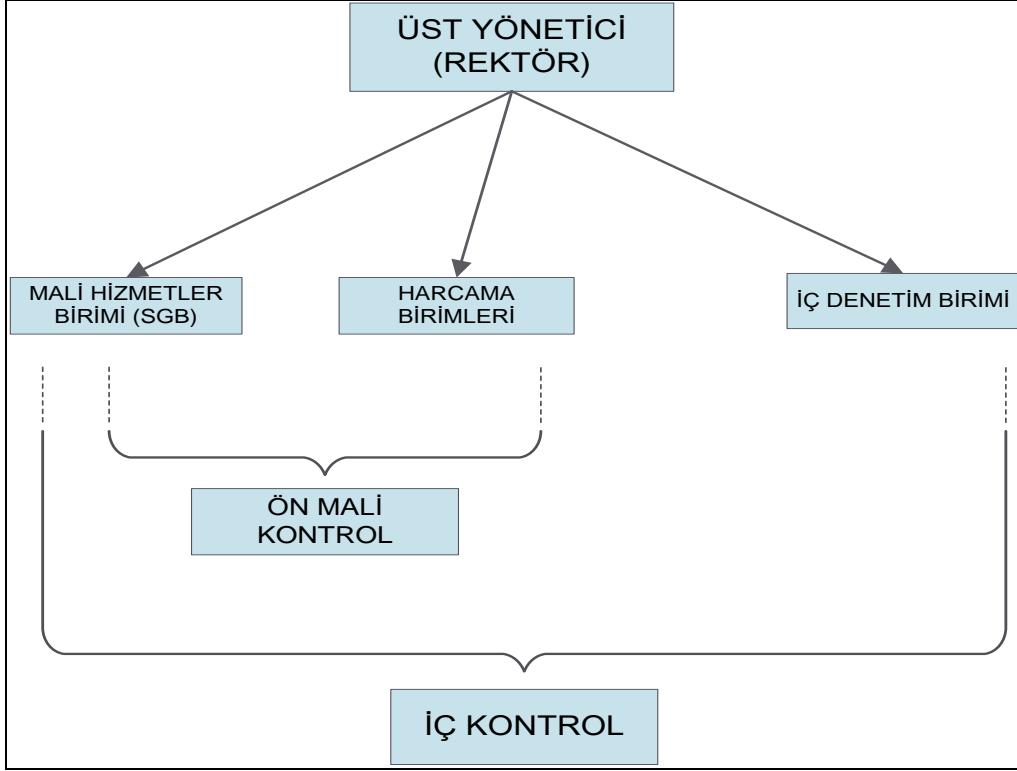 ÜST YÖNETİCİ
(REKTÖR)
MALİ HİZMETLER
BİRİMİ (SGB)
HARCAMA
BİRİMLERİ
İÇ DENETİM BİRİMİ
ÖN MALİ
KONTROL
İÇ KONTROL